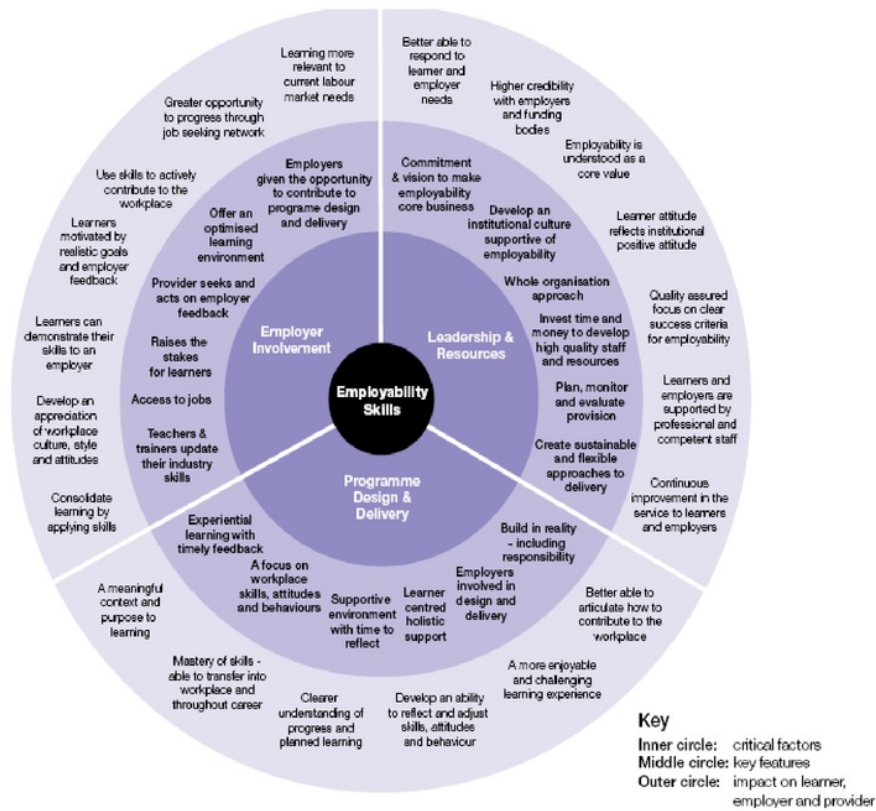 Learning more
relevant to
current labour
market needs
Greater opportunity
to progress through
job seeking network
Use skills to actively
contribute to the
workplace
Learners
motivated by
realistic goals
and employer
feedback
Learners can
demonstrate their
skills to an
employer
Develop an
appreciation
of workplace
culture, style
and attitudes
Consolidate
learning by
applying skills
Employers
given the opportunity
to contribute to
programe design
and delivery
Offer an
optimised
learning
environment
Provider seeks and
acts on employer
feedback
Raises the
stakes
for learners
Access to jobs
Teachers &
trainers update
their industry
skills
Employer
Involvement
Better able to
respond to
learner and
employer
needs
Higher credibility
with employers
and funding
bodies
Employability is
understood as a
core value
Learner attitude
reflects institutional
positive attitude
Quality assured
focus on clear
success criteria
for employability
Learners and
employers are
supported by
professional and
competent staff
Continuous
improvement in the
service to learners
and employers
Commitment
& vision to make
employability
core business
Develop an
institutional culture
supportive of
employability
Whole organisation
approach
Invest time and
money to develop
high quality staff
and resources
Plan, monitor
and evaluate
provision
Create sustainable
and flexible
approaches to
delivery
Leadership &
Resources
Employability
Skills
Programme
Design &
Delivery
Experiential
learning with
timely feedback
A focus on
workplace
skills, attitudes
and behaviours
Supportive
environment
with time to
reflect
Learner
centred
holistic
support
Employers
involved in
design and
delivery
Build in reality
- including
responsibility
A meaningful
context and
purpose to
learning
Mastery of skills -
able to transfer into
workplace and
throughout career
Clearer
understanding of
progress and
planned learning
Develop an ability
to reflect and adjust
skills, attitudes
and behaviour
A more enjoyable
and challenging
learning experience
Better able to
articulate how to
contribute to the
workplace
Key
Inner circle: critical factors
Middle circle: key features
Outer circle: impact on learner,
employer and provider